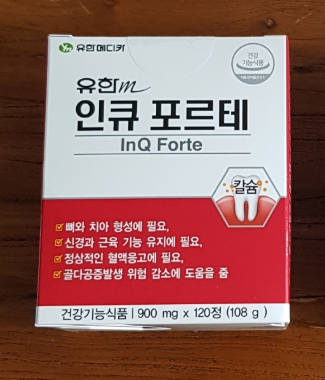 유한메디카
건강
기능식품
유한m
인큐 포르테
InQ Forte
칼슘
뼈와 치아 형성에 필요,
신경과 근육 기능 유지에 필요,
정상적인 혈액응고에 필요,
골다공증발생 위험 감소에 도움을 줌
건강기능식품 | 900 mg x 120정 (108 g)